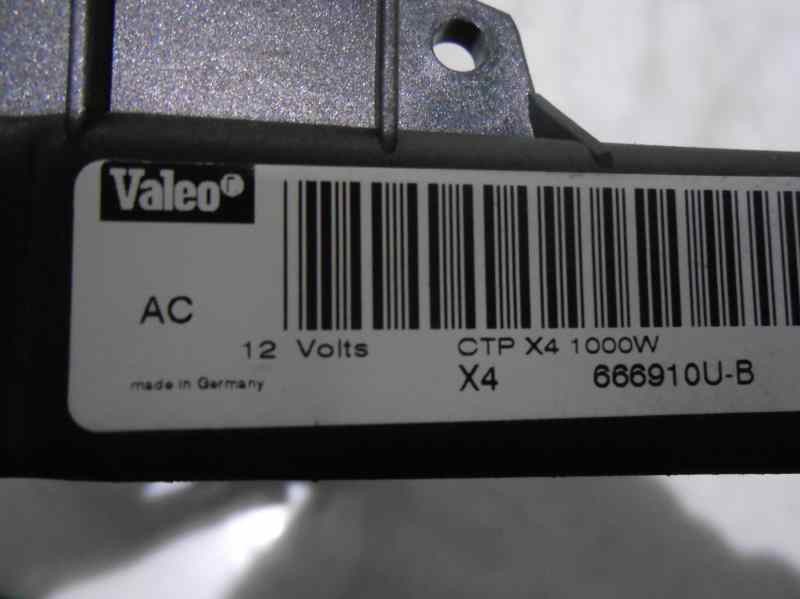 Valeo
AC
12 Volts CTP X4 1000W
made in Germany X4 666910U-B